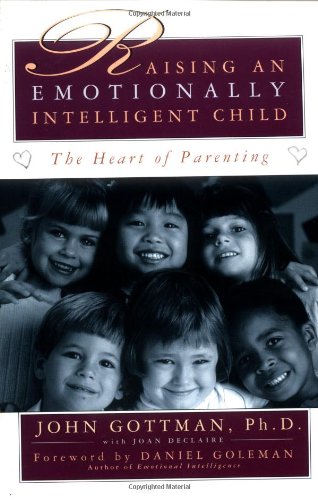 RAISING AN
EMOTIONALLY
INTELLIGENT CHILD
The Heart of Parenting
JOHN GOTTMAN, Ph.D.
with JOAN DECLAIRE
Foreword by DANIEL GOLEMAN
Author of Emotional Intelligence